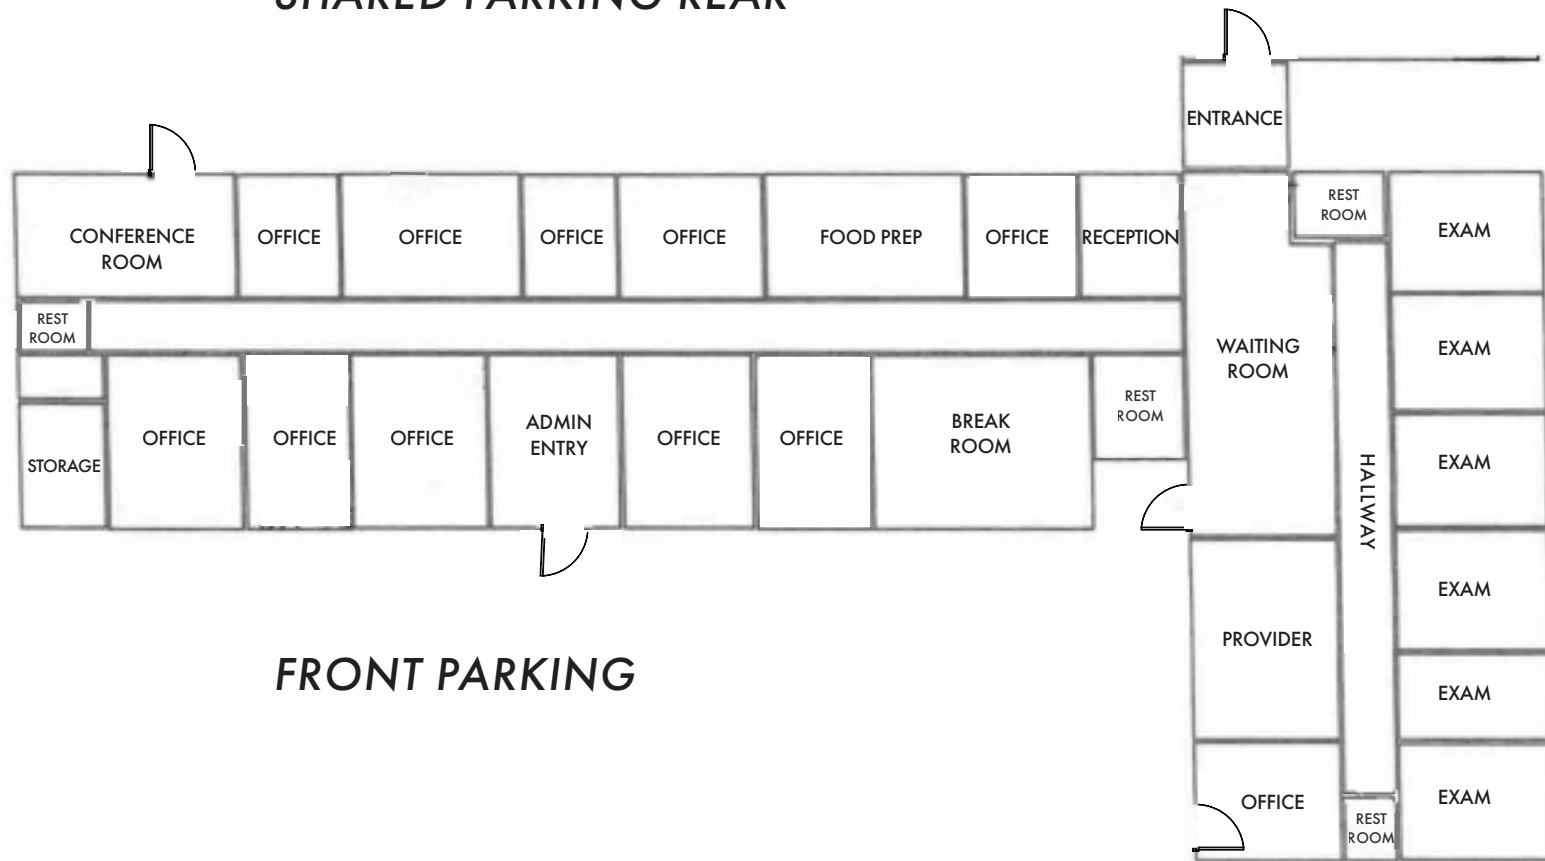 SHARED PARKING REAR
ENTRANCE
REST
ROOM
EXAM
CONFERENCE
ROOM
OFFICE
OFFICE
OFFICE
OFFICE
FOOD PREP
OFFICE
RECEPTION
REST
ROOM
WAITING
ROOM
EXAM
STORAGE
OFFICE
OFFICE
OFFICE
ADMIN
ENTRY
OFFICE
OFFICE
BREAK
ROOM
REST
ROOM
HALLWAY
EXAM
EXAM
FRONT PARKING
PROVIDER
EXAM
OFFICE
REST
ROOM
EXAM